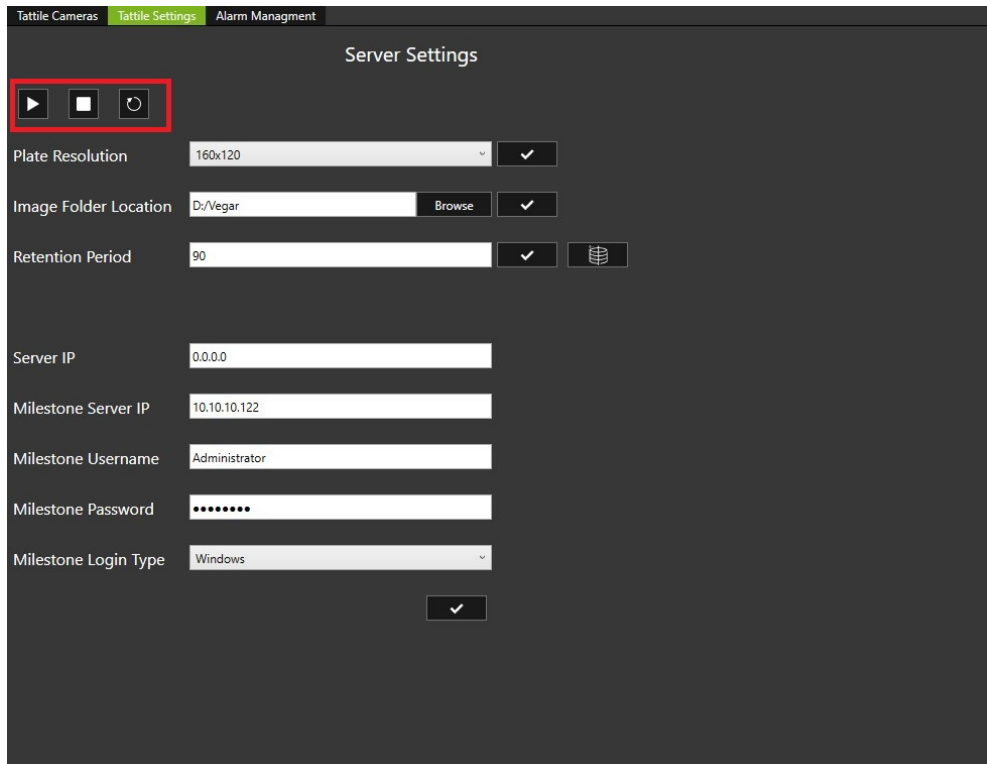 Tattile Cameras Tattile Settings Alarm Managment
Server Settings
Plate Resolution 160x120
Image Folder Location D:/Vegar Browse
Retention Period 90
Server IP 0.0.0.0
Milestone Server IP 10.10.10.122
Milestone Username Administrator
Milestone Password ●●●●●●●●
Milestone Login Type Windows